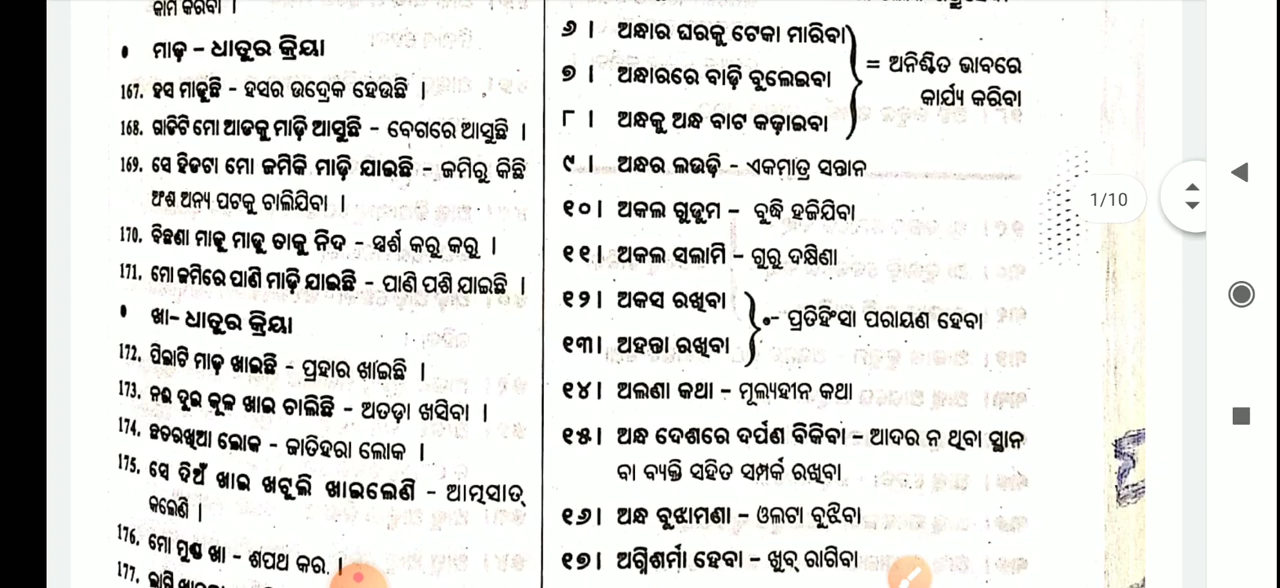 କାମ କରିବା ।
• ମାଡ଼ – ଧାତୁର କ୍ରିୟା
167. ହସ ମାଡୁଛି – ହସର ଉଦ୍ରେକ ହେଉଛି ।
168. ଗାଡିଟି ମୋ ଆଡକୁ ମାଡ଼ି ଆସୁଛି – ବେଗରେ ଆସୁଛି ।
169. ସେ ହିଡଟା ମୋ ଜମିକି ମାଡ଼ି ଯାଇଛି – ଜମିରୁ କିଛି
ଅଂଶ ଅନ୍ୟ ପଟକୁ ଚାଲିଯିବା ।
170. ବିଛଣା ମାଡୁ ମାଡୁ ତାକୁ ନିଦ – ସ୍ପର୍ଶ କରୁ କରୁ ।
171. ମୋ ଜମିରେ ପାଣି ମାଡ଼ି ଯାଇଛି – ପାଣି ପଶି ଯାଇଛି ।
• ଖା– ଧାତୁର କ୍ରିୟା
172. ପିଲାଟି ମାଡ଼ ଖାଇଛି – ପ୍ରହାର ଖାଇଛି ।
173. ନଈ ଦୁଇ କୂଳ ଖାଇ ଚାଲିଛି – ଅତଡ଼ା ଖସିବା ।
174. ଛତରଖିଆ ଲୋକ – ଜାତିହରା ଲୋକ ।
175. ସେ ଦିଅଁ ଖାଇ ଖଟୁଲି ଖାଇଲେଣି – ଆତ୍ମସାତ୍
କଲେଣି ।
176. ମୋ ମୁଣ୍ଡ ଖା – ଶପଥ କର. ।
177.
୬ । ଅନ୍ଧାର ଘରକୁ ଟେକା ମାରିବା
୭ । ଅନ୍ଧାରରେ ବାଡ଼ି ବୁଲେଇବା
୮ । ଅନ୍ଧକୁ ଅନ୍ଧ ବାଟ କଢ଼ାଇବା
= ଅନିଶ୍ଚିତ ଭାବରେ
କାର୍ଯ୍ୟ କରିବା
୯ । ଅନ୍ଧର ଲଉଡ଼ି – ଏକମାତ୍ର ସନ୍ତାନ
୧୦। ଅକଲ ଗୁଡୁମ – ବୁଦ୍ଧି ହଜିଯିବା
୧୧। ଅକଲ ସଲାମି – ଗୁରୁ ଦକ୍ଷିଣା
୧୨। ଅକସ ରଖିବା
୧୩। ଅହନ୍ତା ରଖିବା
– ପ୍ରତିହିଂସା ପରାୟଣ ହେବା
୧୪। ଅଲଣା କଥା – ମୂଲ୍ୟହୀନ କଥା
୧୫। ଅନ୍ଧ ଦେଶରେ ଦର୍ପଣ ବିକିବା – ଆଦର ନ ଥିବା ସ୍ଥାନ
ବା ବ୍ୟକ୍ତି ସହିତ ସମ୍ପର୍କ ରଖିବା
୧୬। ଅନ୍ଧ ବୁଝାମଣା – ଓଲଟା ବୁଝିବା
୧୭। ଅଗ୍ନିଶର୍ମା ହେବା – ଖୁବ୍ ରାଗିବା
1/10